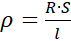 ρ = R·S / l